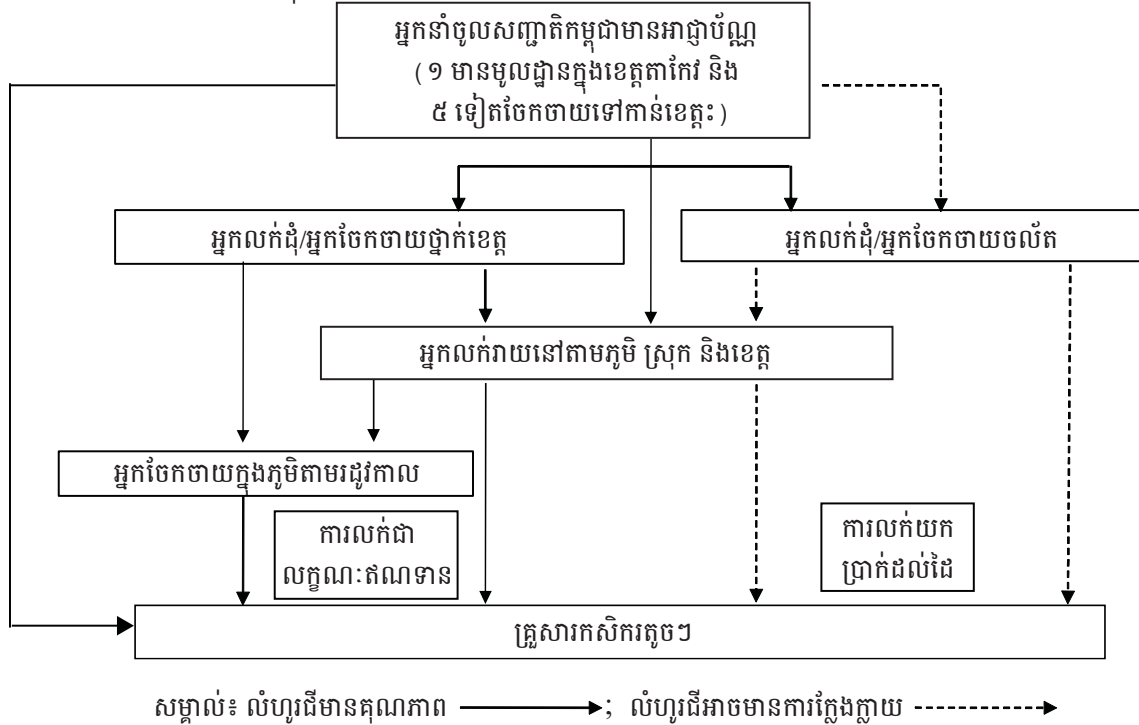 អ្នកនាំចូលសញ្ជាតិកម្ពុជាមានអាជ្ញាប័ណ្ណ
( ១ មានមូលដ្ឋានក្នុងខេត្តតាកែវ និង
៥ ទៀតចែកចាយទៅកាន់ខេត្តះ )
អ្នកលក់ដុំ/អ្នកចែកចាយថ្នាក់ខេត្ត
អ្នកលក់ដុំ/អ្នកចែកចាយចល័ត
អ្នកលក់រាយនៅតាមភូមិ ស្រុក និងខេត្ត
អ្នកចែកចាយក្នុងភូមិតាមរដូវកាល
ការលក់ជា
លក្ខណៈឥណទាន
ការលក់យក
ប្រាក់ដល់ដៃ
គ្រួសារកសិករតូចៗ
សម្គាល់៖ លំហូរជីមានគុណភាព ; លំហូរជីអាចមានការក្លែងក្លាយ